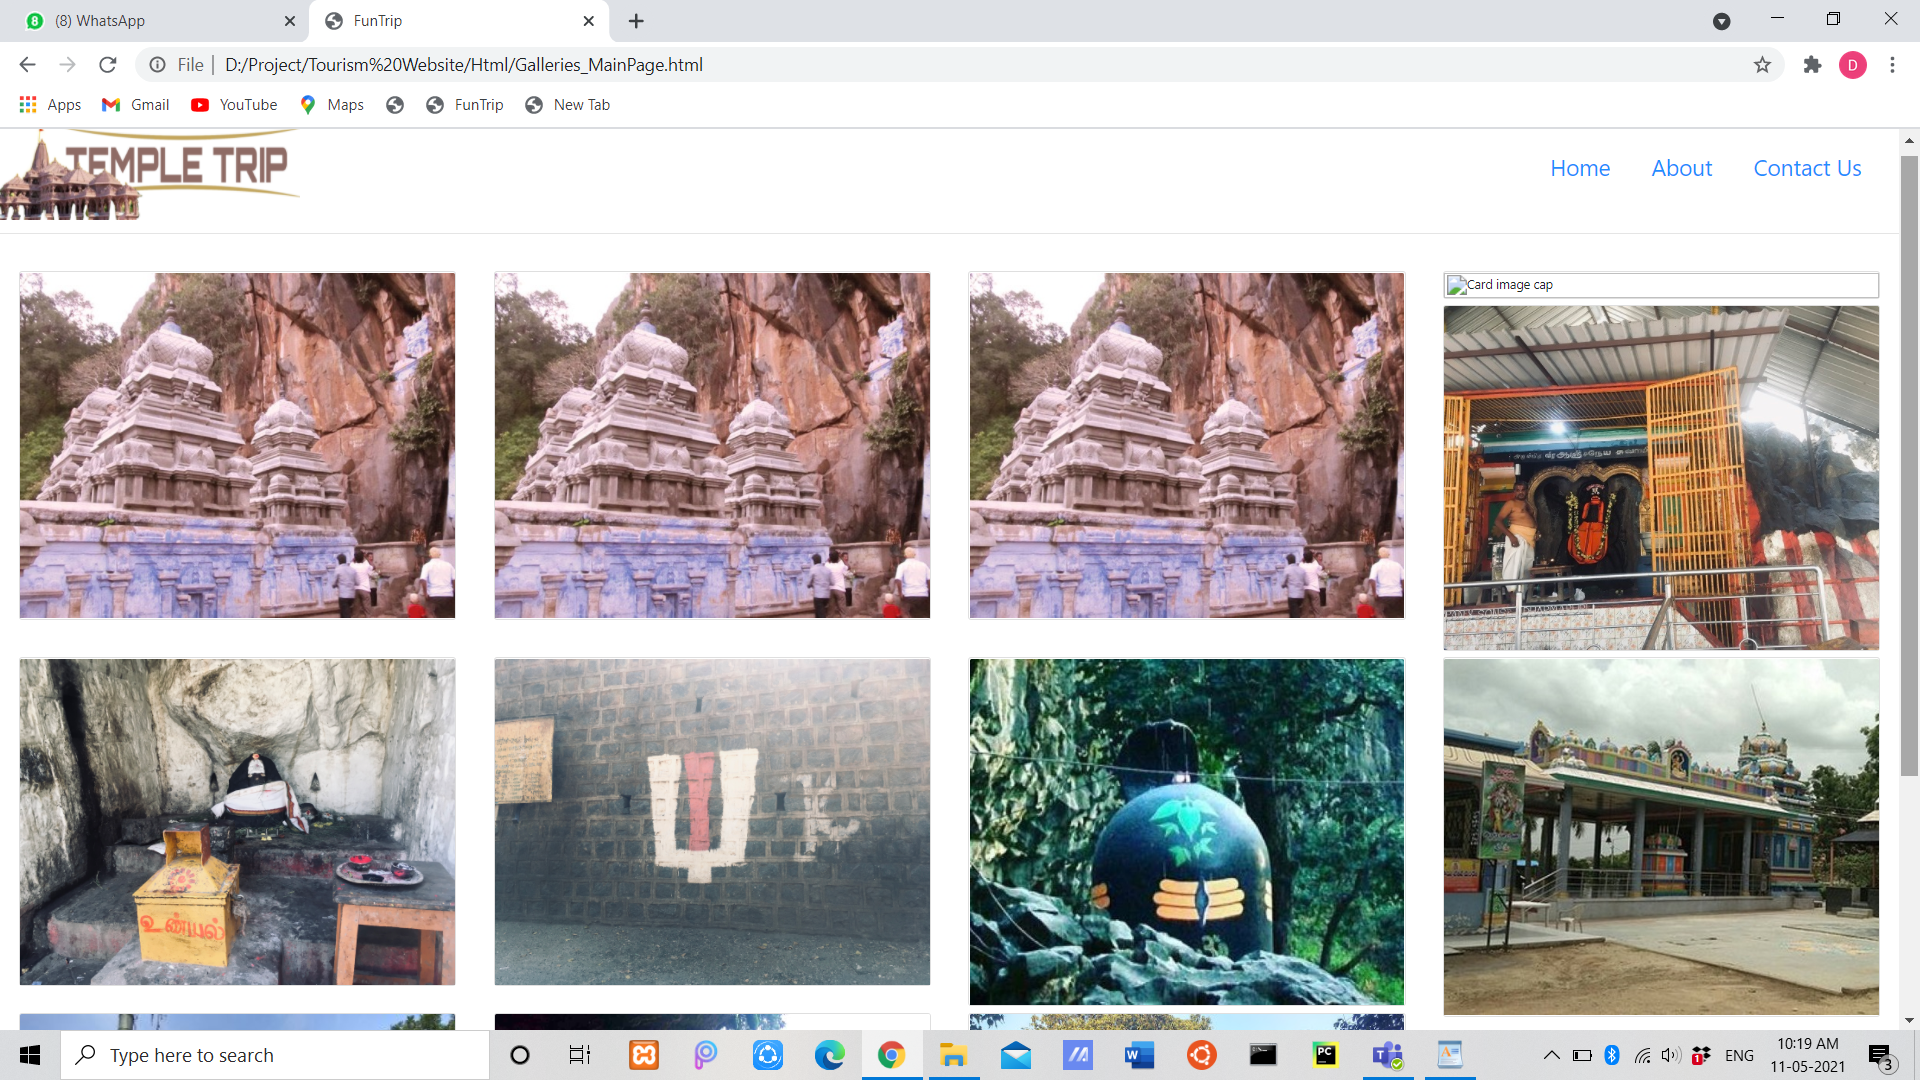 (8) WhatsApp
FunTrip
File
D:/Project/Tourism%20Website/Html/Galleries_MainPage.html
D
Apps
Gmail
YouTube
Maps
FunTrip
New Tab
TEMPLE TRIP
Home
About
Contact Us
Card image cap
உண்டியல்
Type here to search
PC
W
ENG
10:19 AM
11-05-2021
3